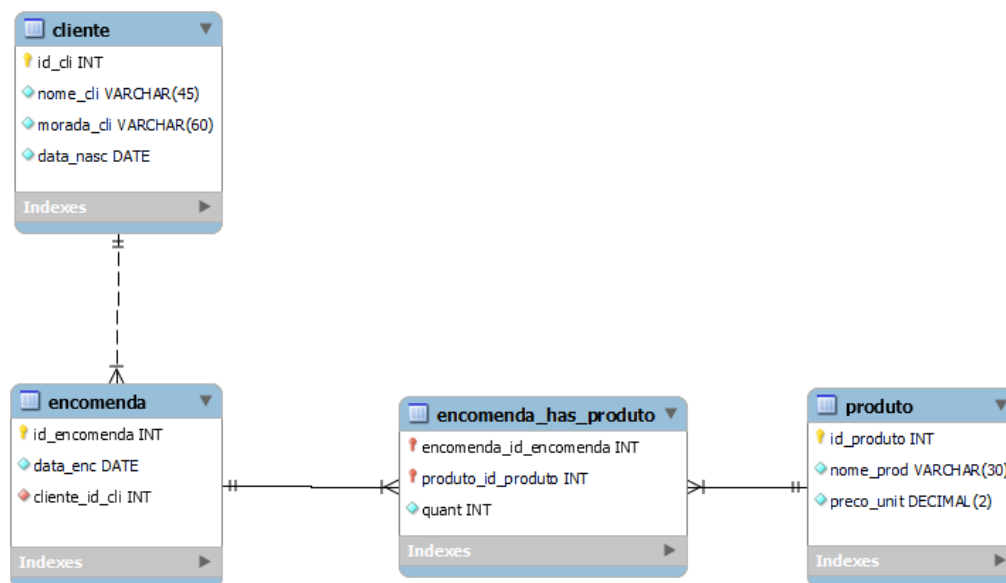 cliente
id_cli INT
nome_cli VARCHAR(45)
morada_cli VARCHAR(60)
data_nasc DATE
Indexes
encomenda
id_encomenda INT
data_enc DATE
cliente_id_cli INT
Indexes
encomenda_has_produto
encomenda_id_encomenda INT
produto_id_produto INT
quant INT
Indexes
produto
id_produto INT
nome_prod VARCHAR(30)
preco_unit DECIMAL(2)
Indexes